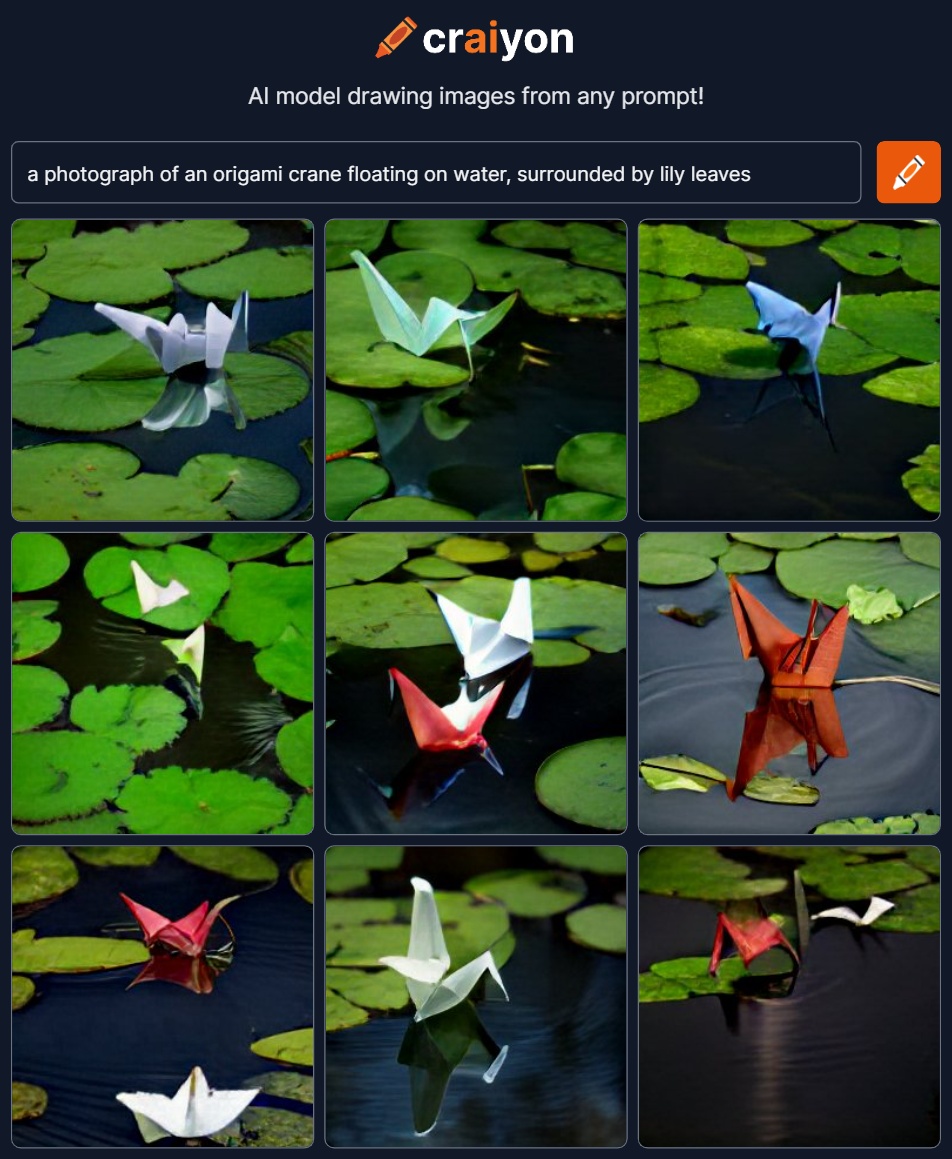 craiyon
AI model drawing images from any prompt!
a photograph of an origami crane floating on water, surrounded by lily leaves